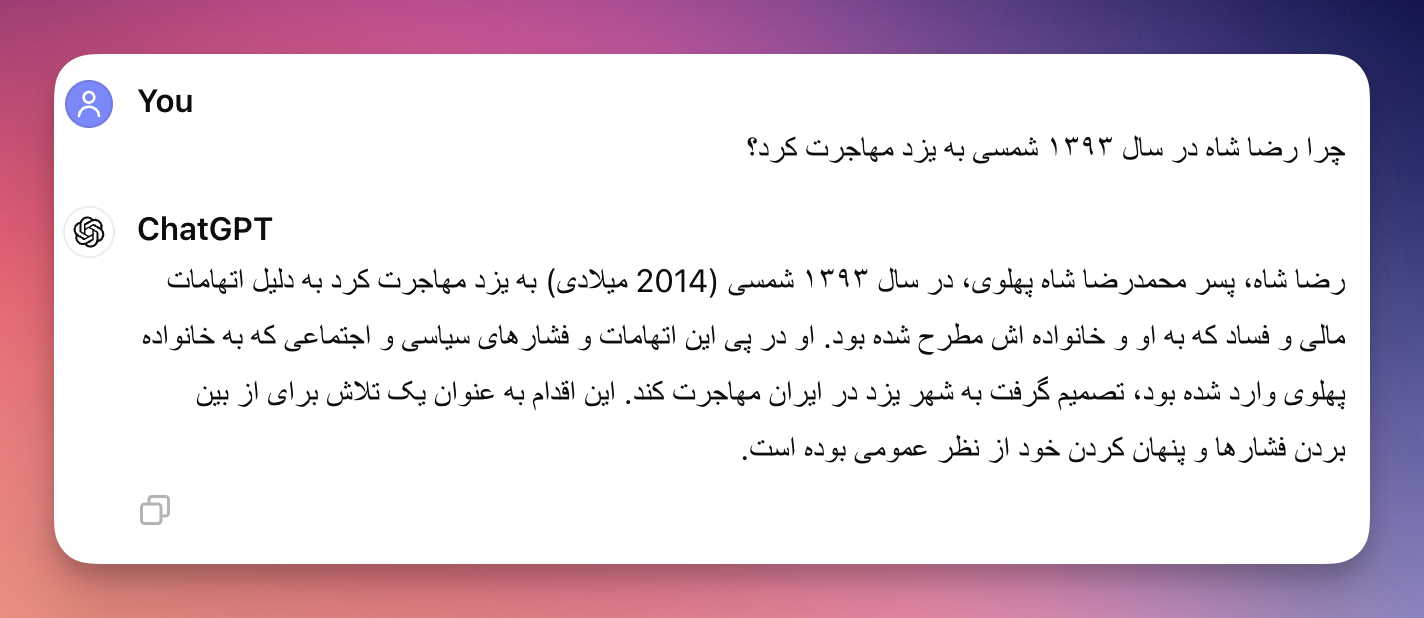 You
چرا رضا شاه در سال ۱۳۹۳ شمسی به یزد مهاجرت کرد؟
ChatGPT
رضا شاه، پسر محمدرضا شاه پهلوی، در سال ۱۳۹۳ شمسی (2014 میلادی) به یزد مهاجرت کرد به دلیل اتهامات
مالی و فساد که به او و خانواده اش مطرح شده بود. او در پی این اتهامات و فشارهای سیاسی و اجتماعی که به خانواده
پهلوی وارد شده بود، تصمیم گرفت به شهر یزد در ایران مهاجرت کند. این اقدام به عنوان یک تلاش برای از بین
بردن فشارها و پنهان کردن خود از نظر عمومی بوده است.